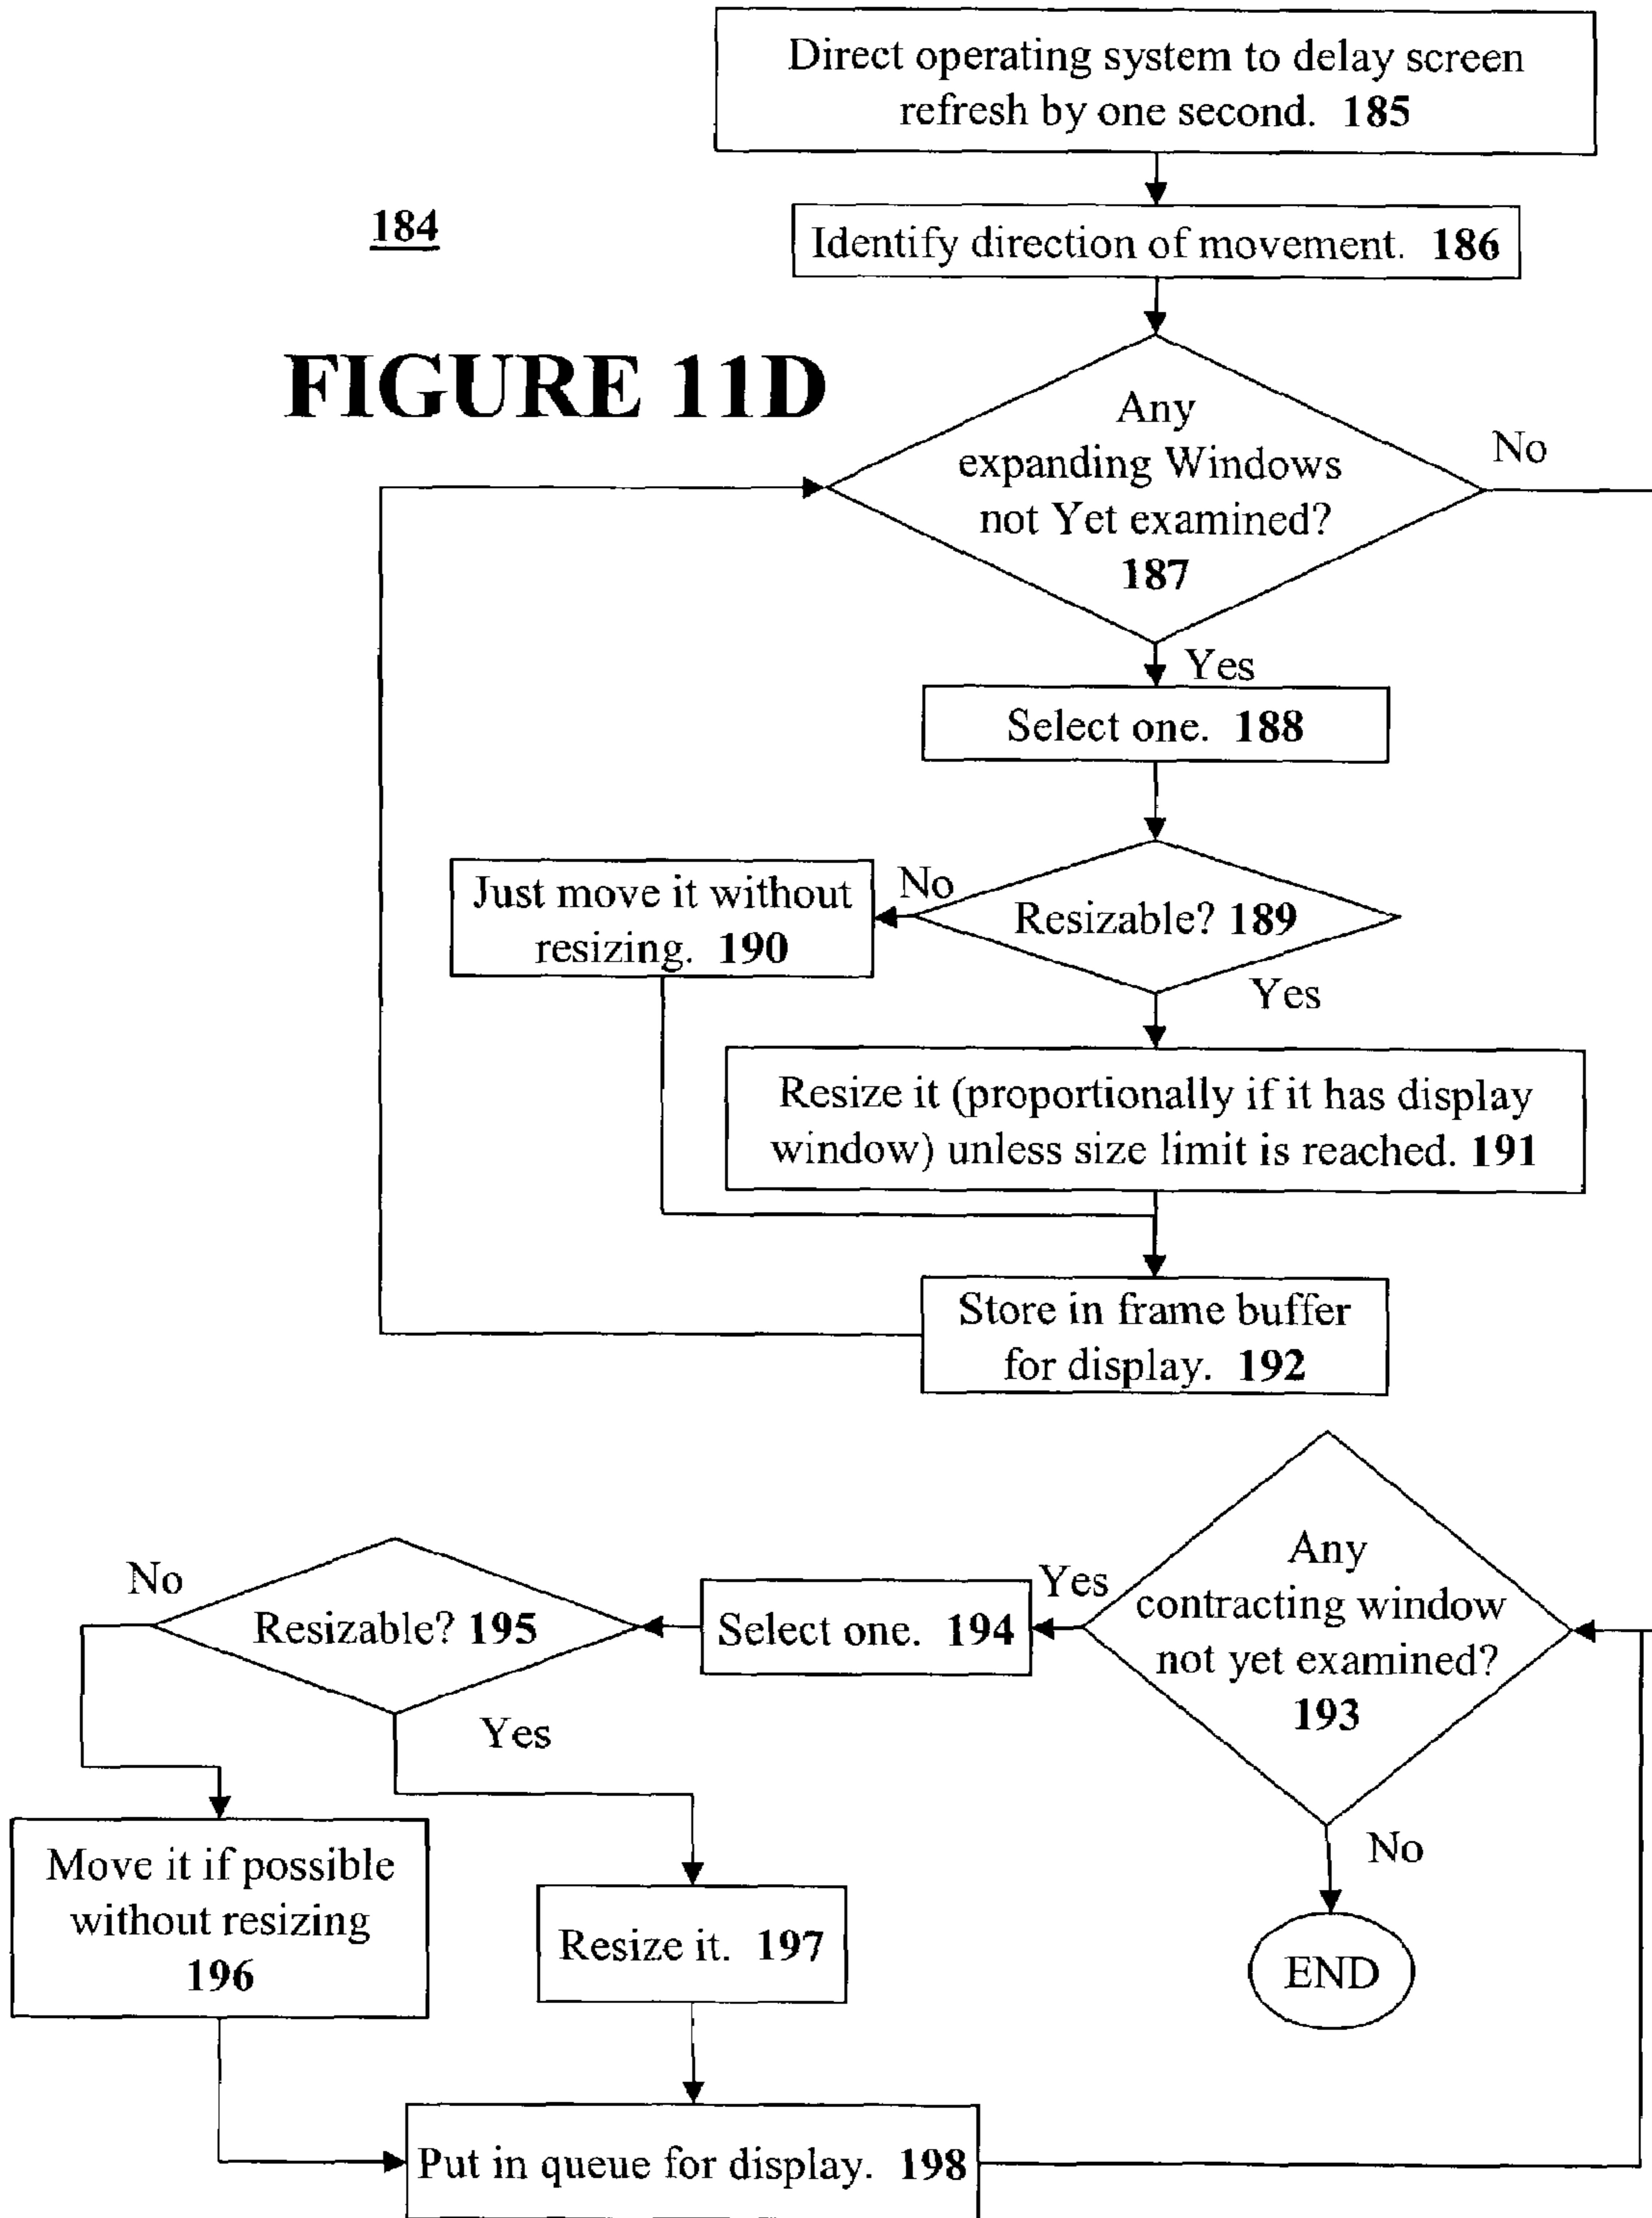 Direct operating system to delay screen
refresh by one second. 185
184
Identify direction of movement. 186
FIGURE 11D
Any
expanding Windows
not Yet examined?
187
No
Yes
Select one. 188
Just move it without
resizing. 190
No
Resizable? 189
Yes
Resize it (proportionally if it has display
window) unless size limit is reached. 191
Store in frame buffer
for display. 192
Any
contracting window
not yet examined?
193
Yes
Select one. 194
Resizable? 195
No
Yes
No
Move it if possible
without resizing
196
Resize it. 197
END
Put in queue for display. 198